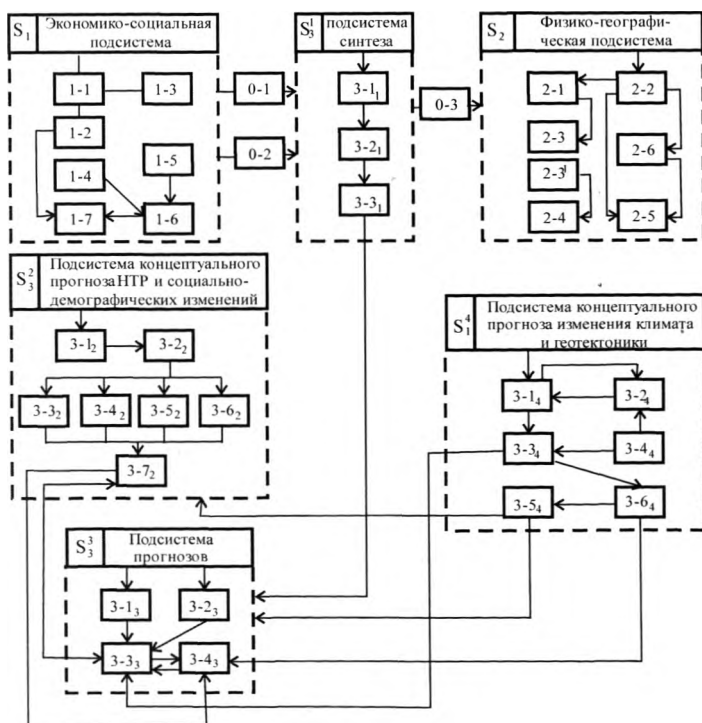 S₁ Экономико-социальная
подсистема
1-1
1-3
1-2
1-5
1-4
1-7
1-6
0-1
0-2
S₃¹ подсистема
синтеза
3-1₁
3-2₁
3-3₁
0-3
S₂ Физико-географи-
ическая подсистема
2-1
2-2
2-3
2-6
2-3¹
2-4
2-5
S₃² Подсистема концептуального
прогноза НТР и социально-
демографических изменений
3-1₂
3-2₂
3-3₂
3-4₂
3-5₂
3-6₂
3-7₂
S₁⁴ Подсистема концептуального
прогноза изменения климата
и геотектоники
3-1₄
3-2₄
3-3₄
3-4₄
3-5₄
3-6₄
S₃³ Подсистема
прогнозов
3-1₃
3-2₃
3-3₃
3-4₃